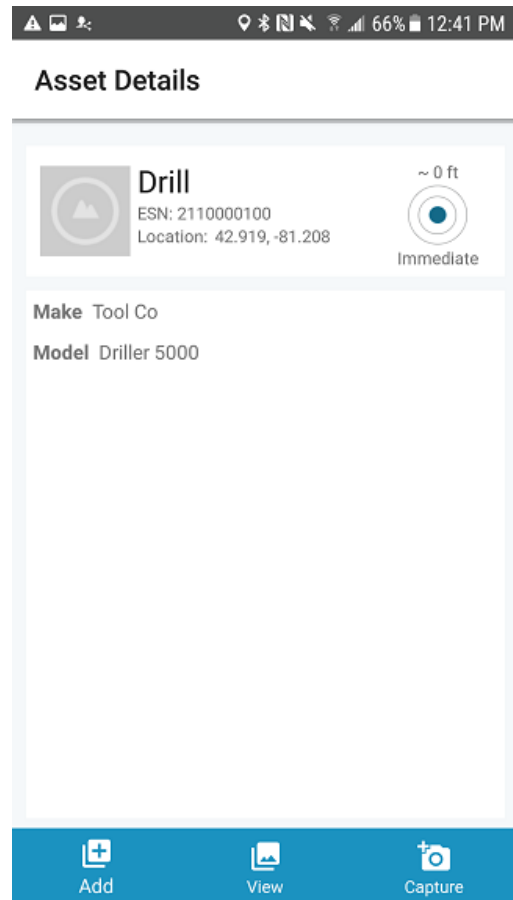 66% 12:41 PM
Asset Details
Drill
ESN: 2110000100
Location: 42.919, -81.208
~ 0 ft
Immediate
Make Tool Co
Model Driller 5000
Add
View
Capture